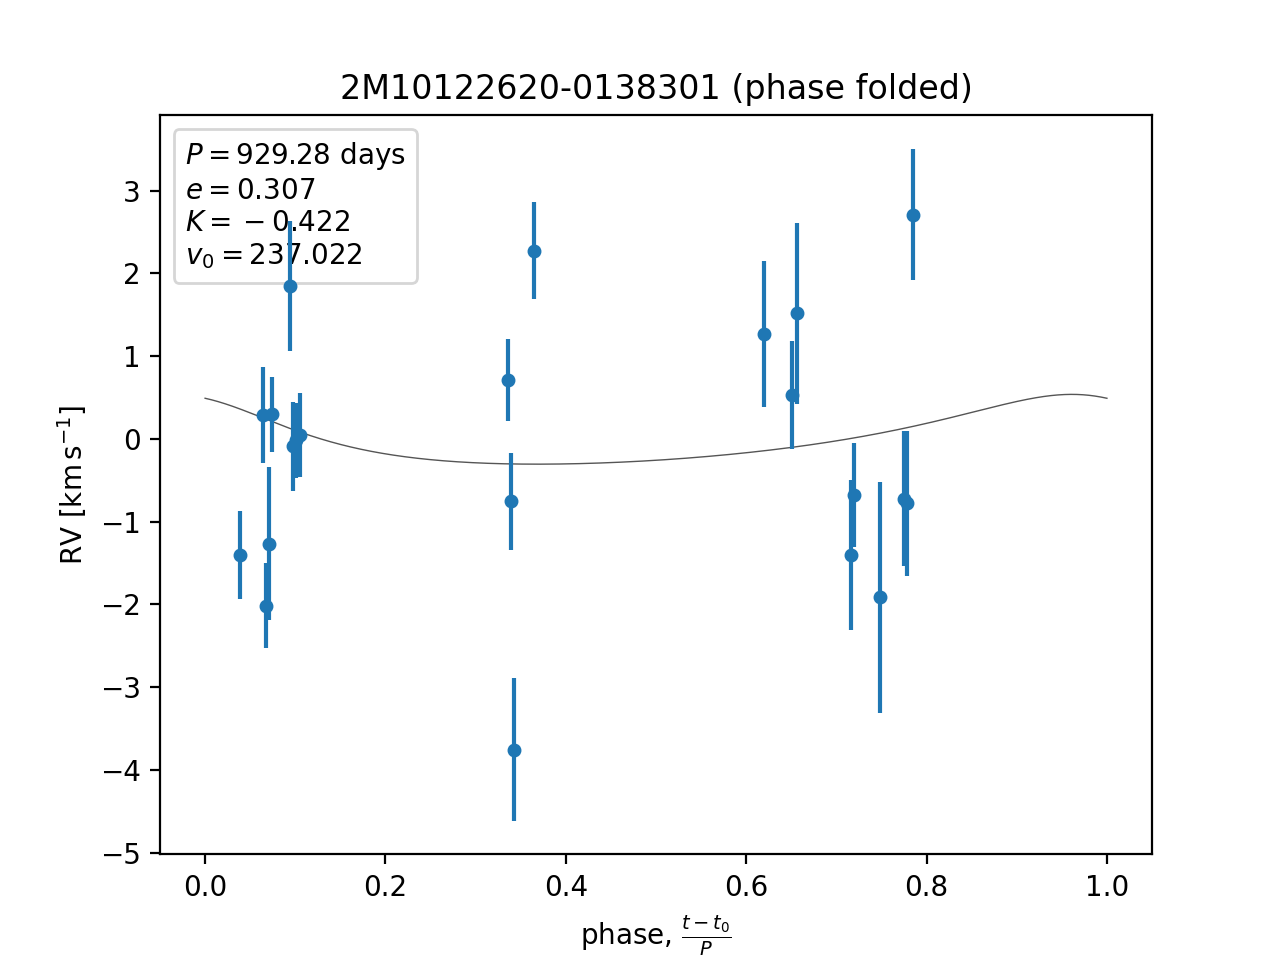 2M10122620-0138301 (phase folded)
P = 929.28 days
e = 0.307
K = −0.422
v₀ = 237.022
3
2
1
0
−1
−2
−3
−4
−5
RV [km s⁻¹]
0.0 0.2 0.4 0.6 0.8 1.0
phase, (t − t₀)/P